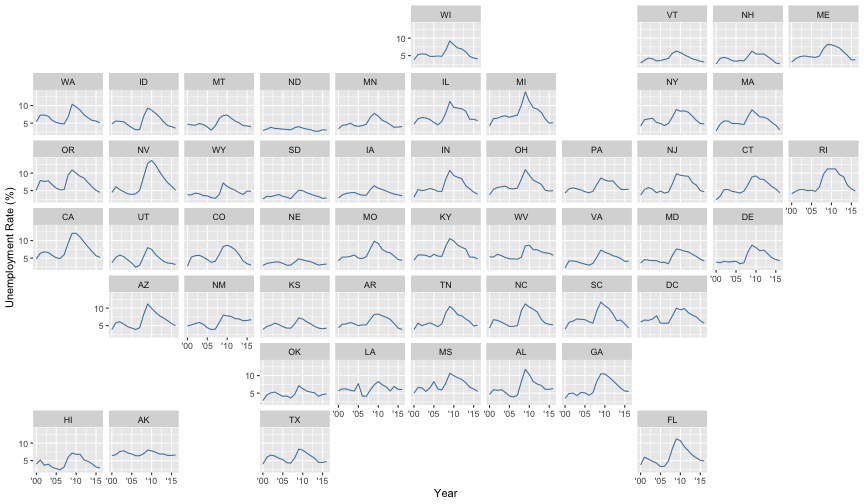 WI VT NH ME
10
5
WA ID MT ND MN IL MI NY MA
10
5
OR NV WY SD IA IN OH PA NJ CT RI
10
5
'00 '05 '10 '15
CA UT CO NE MO KY WV VA MD DE
10
5
'00 '05 '10 '15
AZ NM KS AR TN NC SC DC
10
5
'00 '05 '10 '15
OK LA MS AL GA
10
5
'00 '05 '10 '15 '00 '05 '10 '15 '00 '05 '10 '15 '00 '05 '10 '15
HI AK TX FL
10
5
'00 '05 '10 '15 '00 '05 '10 '15 '00 '05 '10 '15 '00 '05 '10 '15
Year
Unemployment Rate (%)